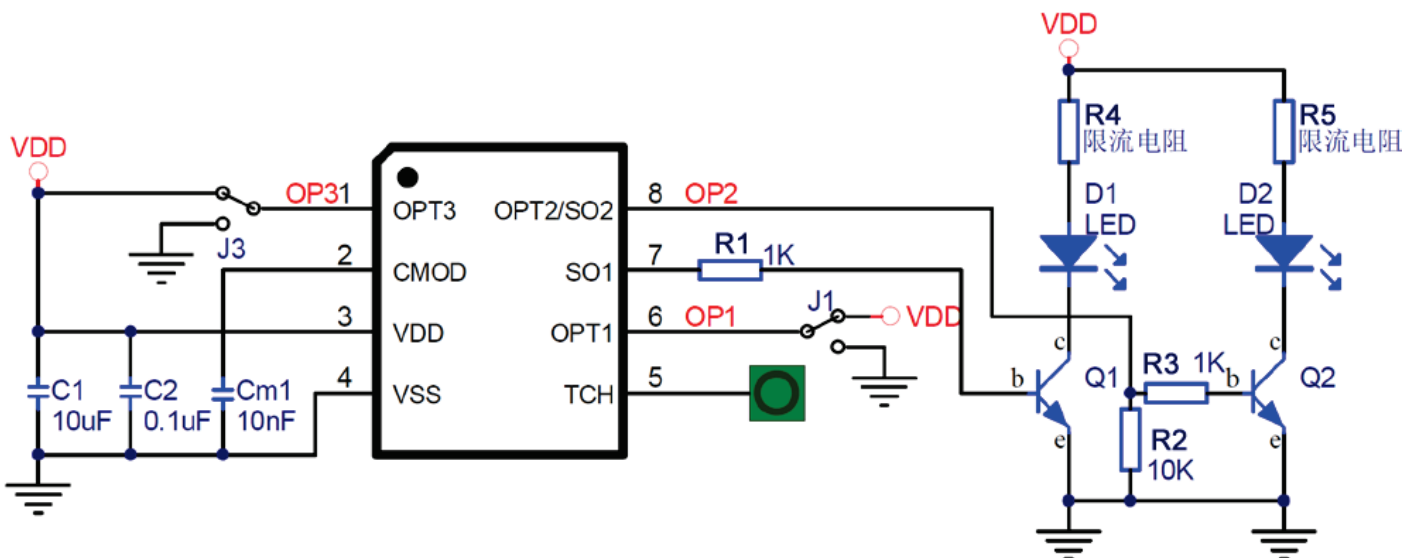 VDD
OP3
1
OPT3
J3
2
CMOD
3
VDD
4
VSS
C1
10uF
C2
0.1uF
Cm1
10nF
OPT2/SO2
8
OP2
SO1
7
R1
1K
OPT1
6
OP1
J1
VDD
TCH
5
VDD
R4
限流电阻
R5
限流电阻
D1
LED
D2
LED
c
b
e
Q1
R3
1K
R2
10K
c
b
e
Q2